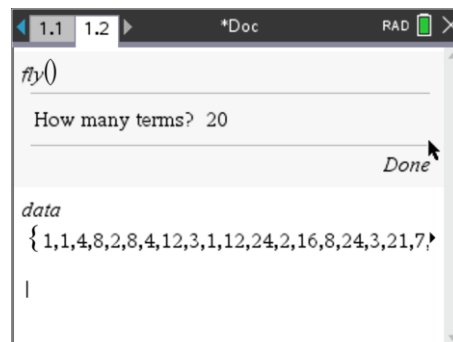 1.1 1.2 *Doc RAD
fly()
How many terms? 20
Done
data
{1,1,4,8,2,8,4,12,3,1,12,24,2,16,8,24,3,21,7,